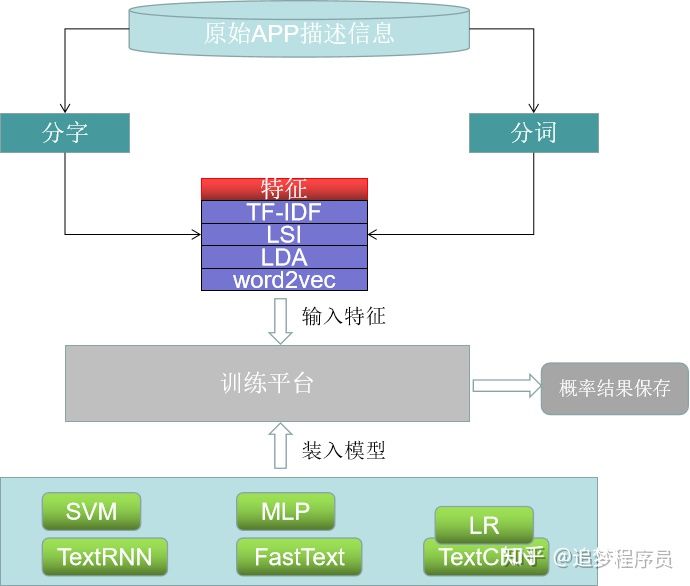 原始APP描述信息
分字
分词
特征
TF-IDF
LSI
LDA
word2vec
输入特征
训练平台
概率结果保存
装入模型
SVM
MLP
LR
TextRNN
FastText
TextCNN
知乎 @追梦程序员